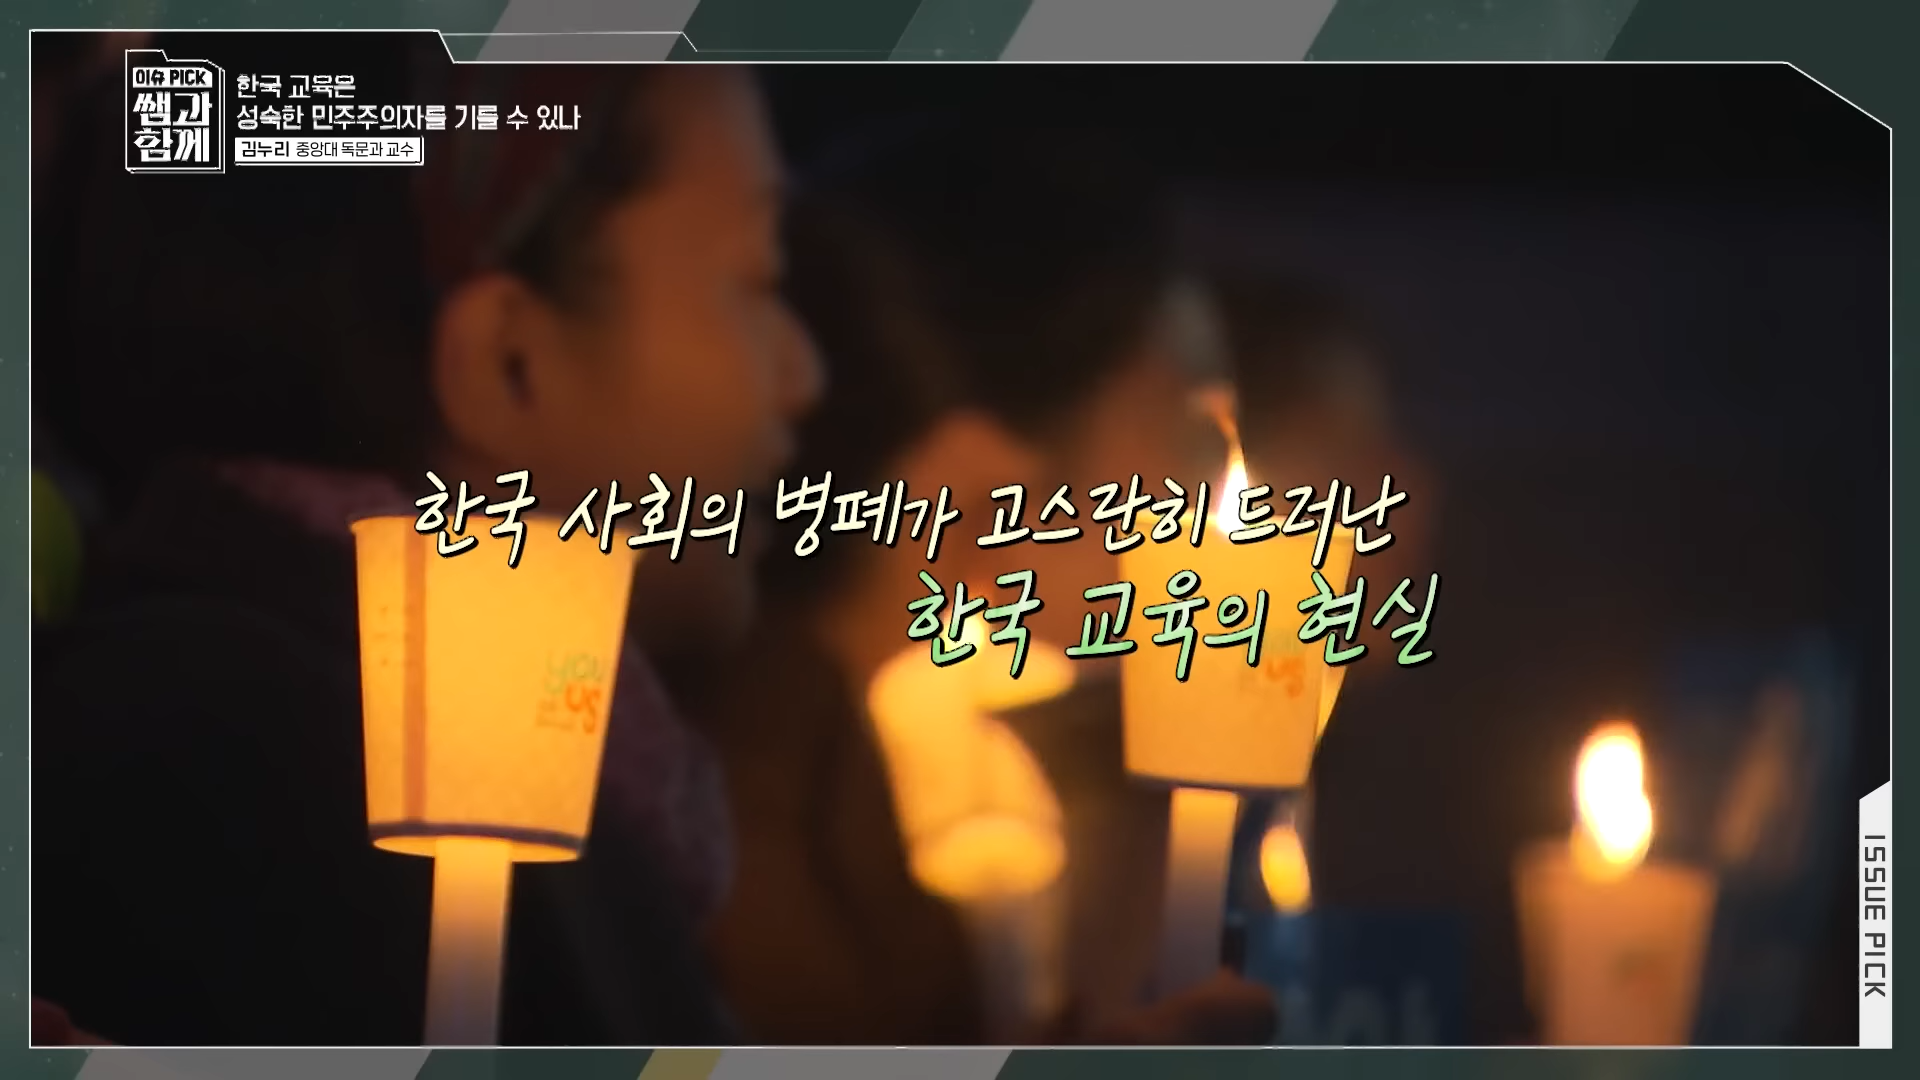 이슈 PICK
쌤과
함께
한국 교육은
성숙한 민주주의자를 기를 수 있나
김누리 중앙대 독문과 교수
한국 사회의 병폐가 고스란히 드러난
한국 교육의 현실
you
us
us
ISSUE PICK